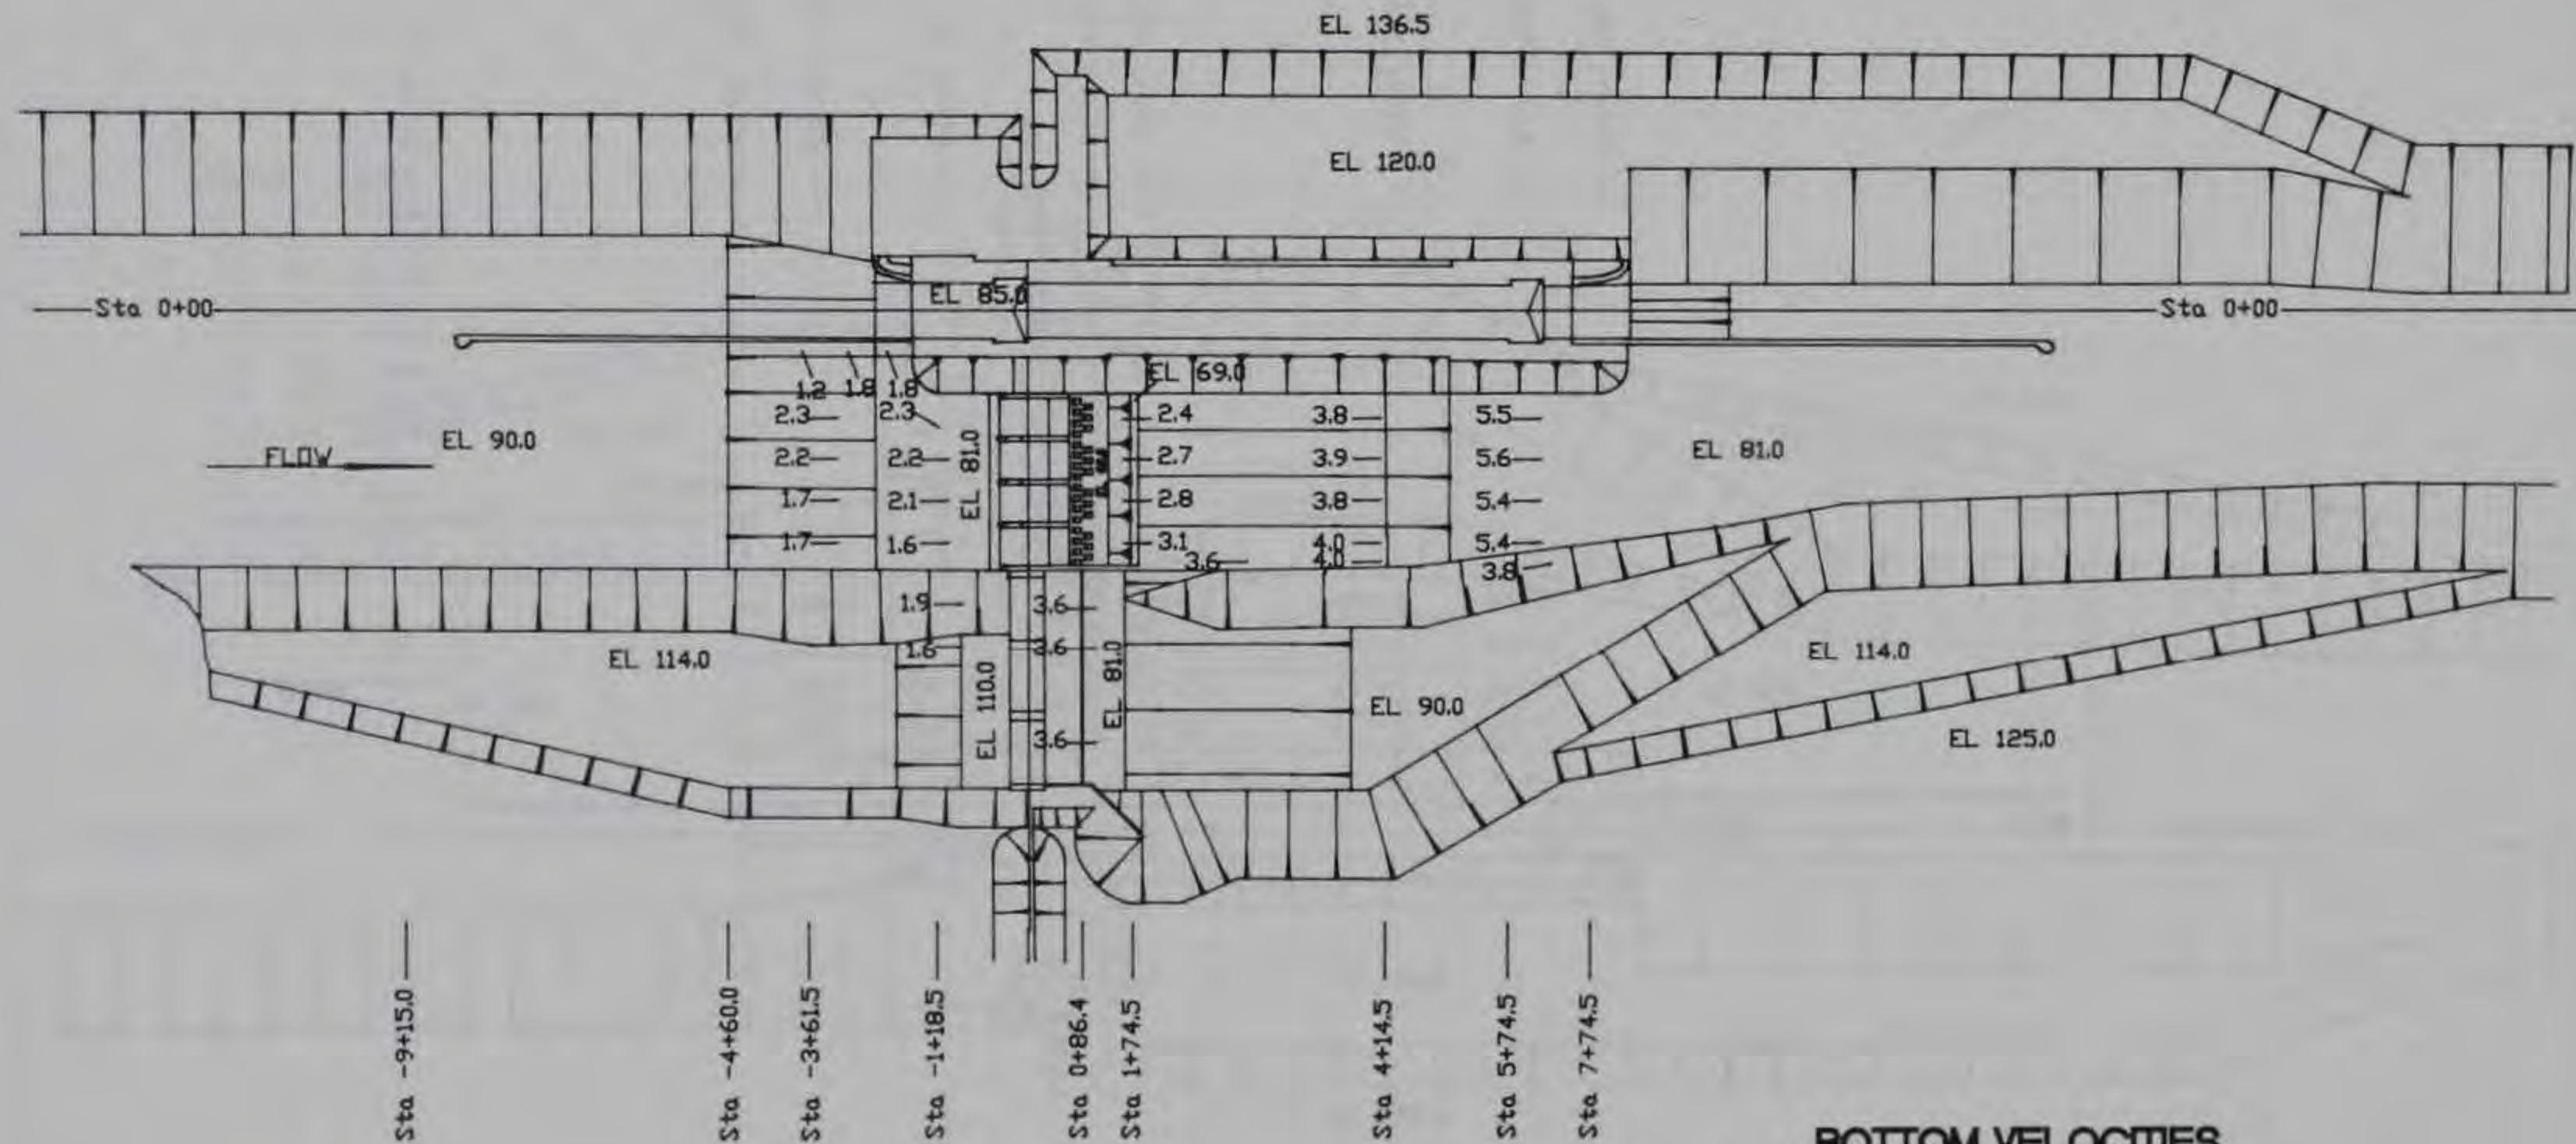 EL 136.5
EL 120.0
EL 85.0
Sta 0+00
Sta 0+00
EL 69.0
1.2 1.8 1.8
2.3 2.3 2.4 3.8 5.5
EL 90.0
FLOW
2.2 2.2 EL 81.0 2.7 3.9 5.6
EL 81.0
1.7 2.1 2.8 3.8 5.4
1.7 1.6 3.1 4.0 5.4
3.6 4.0 3.8
1.9 3.6
EL 114.0
1.6 3.6
EL 110.0
EL 81.0
EL 114.0
EL 90.0
3.6
EL 125.0
Sta -9+15.0
Sta -4+60.0
Sta -3+61.5
Sta -1+18.5
Sta 0+86.4
Sta 1+74.5
Sta 4+14.5
Sta 5+74.5
Sta 7+74.5
BOTTOM VELOCITIES